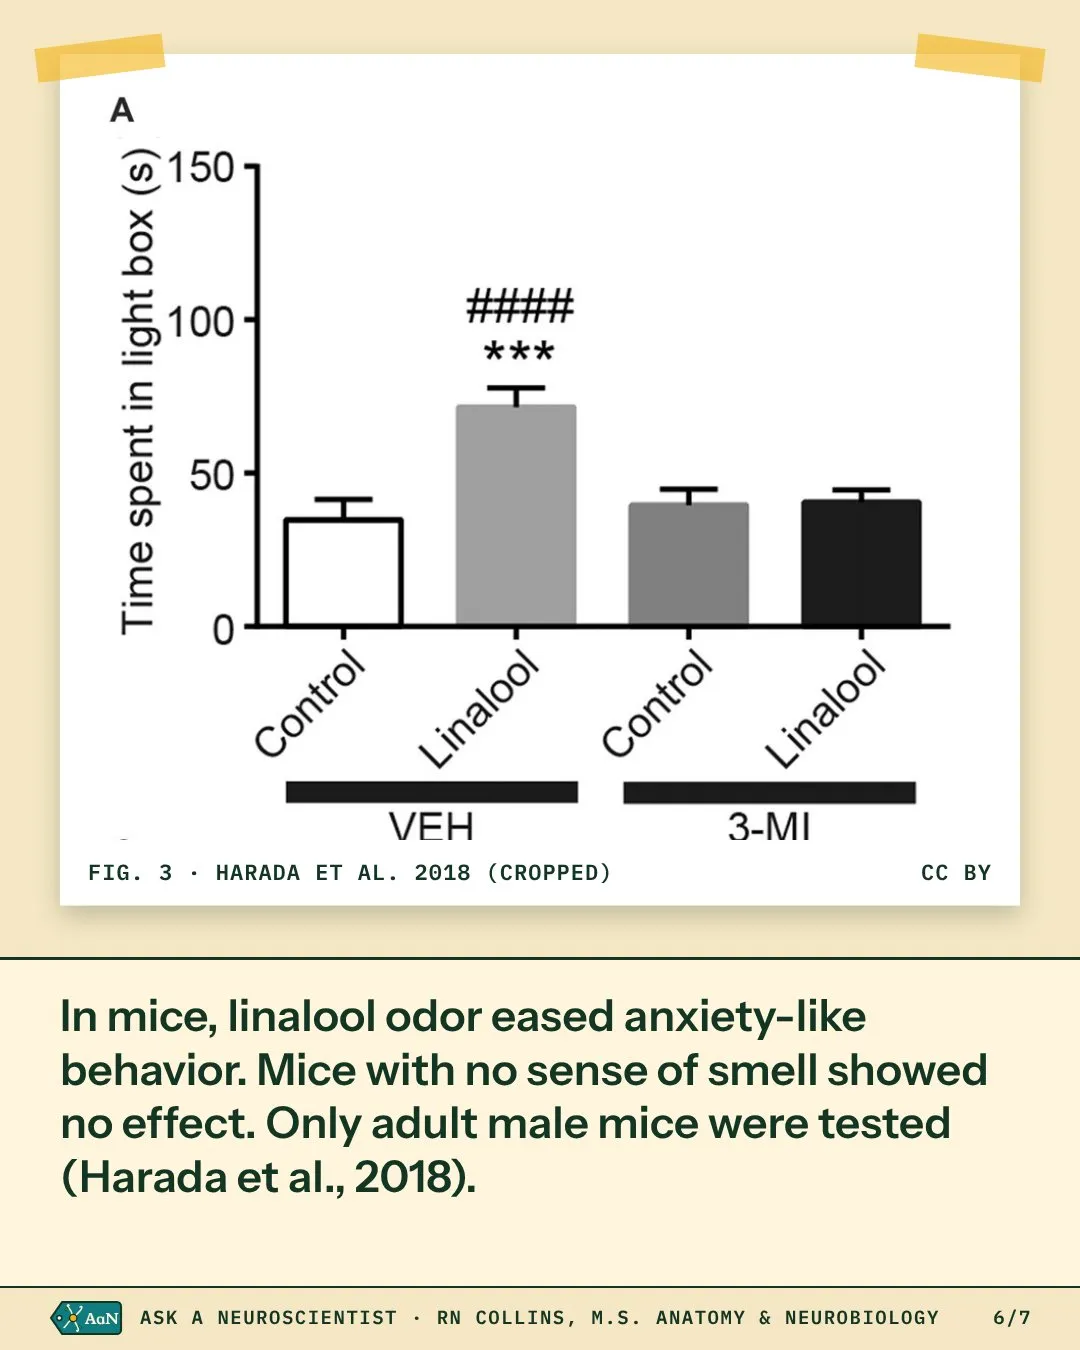 A
Time spent in light box (s)
150
100
50
0
####
***
Control
Linalool
Control
Linalool
VEH
3-MI
FIG. 3 · HARADA ET AL. 2018 (CROPPED)
CC BY
In mice, linalool odor eased anxiety-like
behavior. Mice with no sense of smell showed
no effect. Only adult male mice were tested
(Harada et al., 2018).
AaN
ASK A NEUROSCIENTIST · RN COLLINS, M.S. ANATOMY & NEUROBIOLOGY
6/7